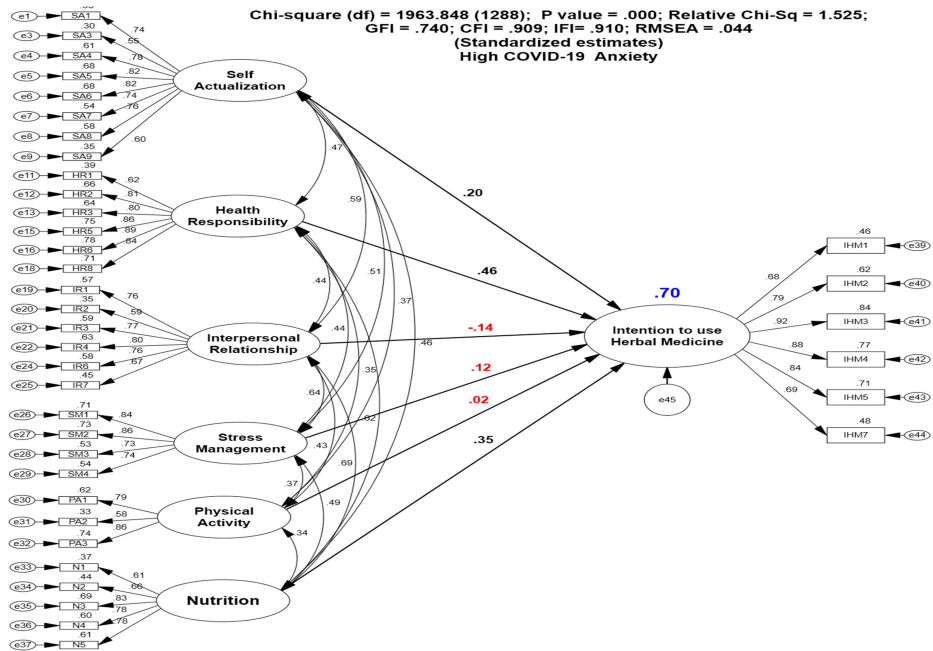 Chi-square (df) = 1963.848 (1288); P value = .000; Relative Chi-Sq = 1.525;
GFI = .740; CFI = .909; IFI= .910; RMSEA = .044
(Standardized estimates)
High COVID-19 Anxiety
e1 SA1 .74
.30
e3 SA3 .55
.61
e4 SA4 .78
.68
e5 SA5 .82
.68
e6 SA6 .82
.54
e7 SA7 .74
.58
e8 SA8 .76
.35
e9 SA9 .60
Self
Actualization
.39
e11 HR1 .62
.66
e12 HR2 .81
.64
e13 HR3 .80
.75
e15 HR5 .86
.78
e16 HR6 .89
.71
e18 HR8 .84
Health
Responsibility
.57
e19 IR1 .76
.35
e20 IR2 .59
.59
e21 IR3 .77
.63
e22 IR4 .80
.58
e24 IR6 .76
.45
e25 IR7 .67
Interpersonal
Relationship
.71
e26 SM1 .84
.73
e27 SM2 .86
.53
e28 SM3 .73
.54
e29 SM4 .74
Stress
Management
.62
e30 PA1 .79
.33
e31 PA2 .58
.74
e32 PA3 .86
Physical
Activity
.37
e33 N1 .61
.44
e34 N2 .66
.69
e35 N3 .83
.60
e36 N4 .78
.61
e37 N5 .78
Nutrition
.47
.59
.51
.37
.46
.44
.44
.35
.62
.64
.43
.69
.37
.49
.34
.20
.46
-.14
.12
.02
.35
.70
Intention to use
Herbal Medicine
e45
.46
.68 IHM1 e39
.62
.79 IHM2 e40
.84
.92 IHM3 e41
.77
.88 IHM4 e42
.71
.84 IHM5 e43
.48
.69 IHM7 e44